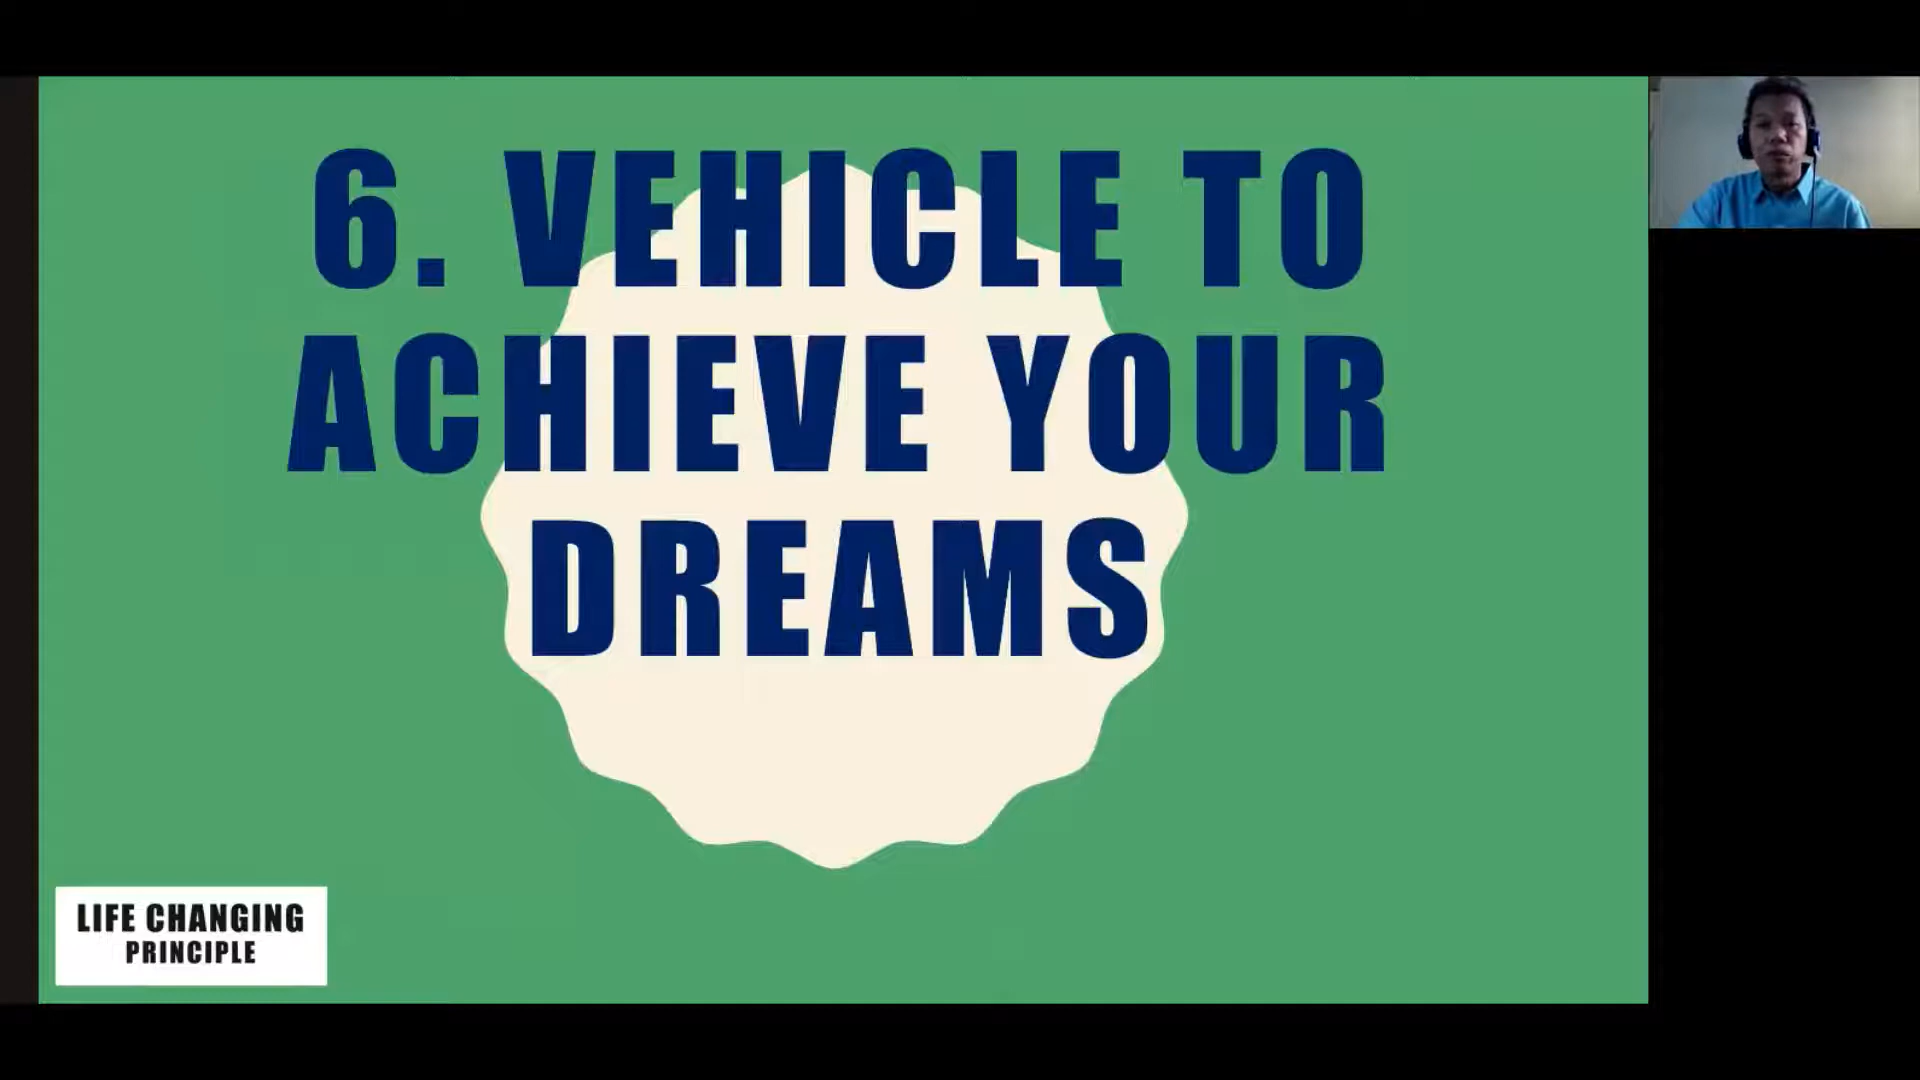 6. VEHICLE TO
ACHIEVE YOUR
DREAMS
LIFE CHANGING
PRINCIPLE